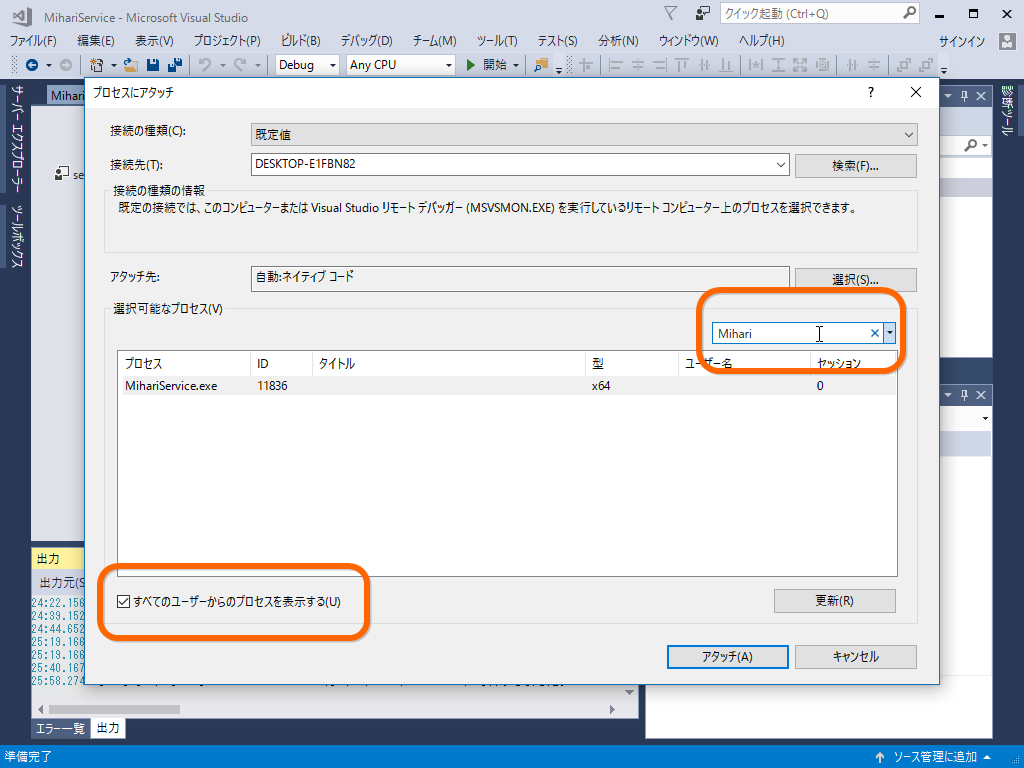 MihariService - Microsoft Visual Studio
クイック起動 (Ctrl+Q)
ファイル(F) 編集(E) 表示(V) プロジェクト(P) ビルド(B) デバッグ(D) チーム(M) ツール(T) テスト(S) 分析(N) ウィンドウ(W) ヘルプ(H) サインイン
Debug Any CPU 開始
サーバー エクスプローラー
ツールボックス
Mihari
se
診断ツール
プロセスにアタッチ ?
接続の種類(C): 既定値
接続先(T): DESKTOP-E1FBN82 検索(F)...
接続の種類の情報
既定の接続では、このコンピューターまたは Visual Studio リモート デバッガー (MSVSMON.EXE) を実行しているリモート コンピューター上のプロセスを選択できます。
アタッチ先: 自動:ネイティブ コード 選択(S)...
選択可能なプロセス(V)
Mihari
プロセス ID タイトル 型 ユーザー名 セッション
MihariService.exe 11836 x64 0
すべてのユーザーからのプロセスを表示する(U) 更新(R)
アタッチ(A) キャンセル
出力
出力元(S
24:22.156
24:39.152
24:44.652
25:19.166
25:19.166
25:40.167
25:58.274
エラー一覧 出力
準備完了 ソース管理に追加